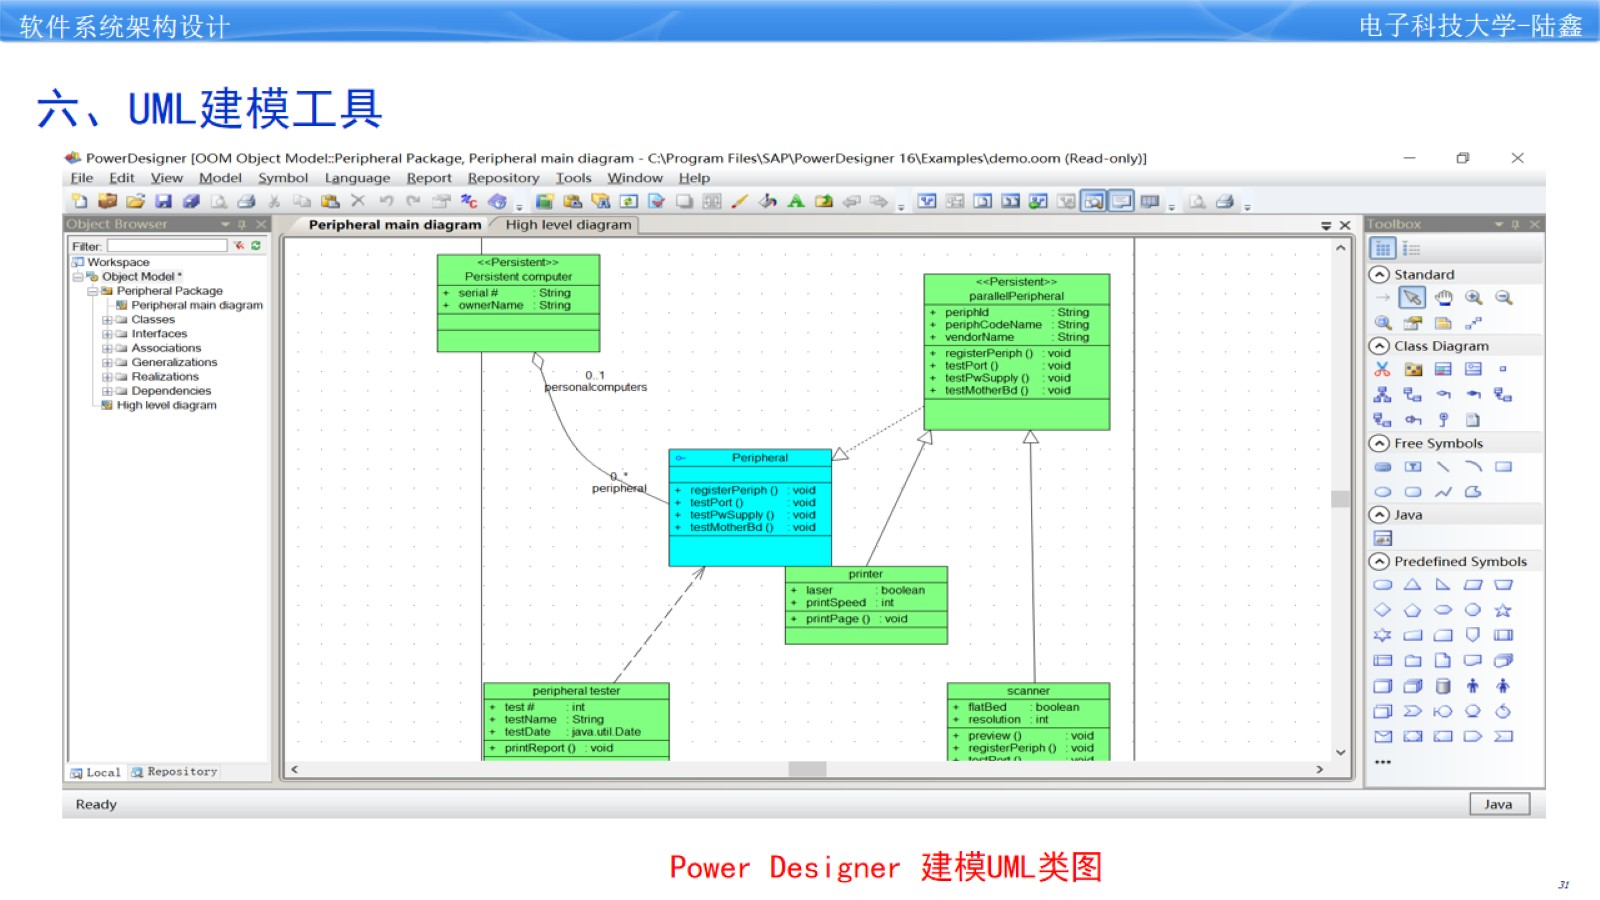 软件系统架构设计
电子科技大学-陆鑫
六、UML建模工具
PowerDesigner [OOM Object Model::Peripheral Package, Peripheral main diagram - C:\Program Files\SAP\PowerDesigner 16\Examples\demo.oom (Read-only)]
File Edit View Model Symbol Language Report Repository Tools Window Help
Object Browser
Filter:
Workspace
Object Model *
Peripheral Package
Peripheral main diagram
Classes
Interfaces
Associations
Generalizations
Realizations
Dependencies
High level diagram
Local Repository
Peripheral main diagram High level diagram
<<Persistent>>
Persistent computer
+ serial # : String
+ ownerName : String
0..1
personalcomputers
0..*
peripheral
<<Persistent>>
parallelPeripheral
+ periphId : String
+ periphCodeName : String
+ vendorName : String
+ registerPeriph () : void
+ testPort () : void
+ testPwSupply () : void
+ testMotherBd () : void
Peripheral
+ registerPeriph () : void
+ testPort () : void
+ testPwSupply () : void
+ testMotherBd () : void
printer
+ laser : boolean
+ printSpeed : int
+ printPage () : void
peripheral tester
+ test # : int
+ testName : String
+ testDate : java.util.Date
+ printReport () : void
scanner
+ flatBed : boolean
+ resolution : int
+ preview () : void
+ registerPeriph () : void
+ testPort () : void
Toolbox
Standard
Class Diagram
Free Symbols
Java
Predefined Symbols
Ready
Java
Power Designer 建模UML类图
31